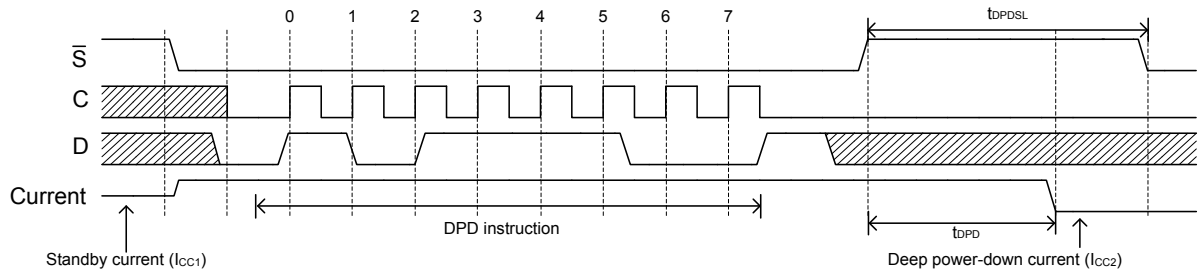 0 1 2 3 4 5 6 7
tDPDSL
S̅
C
D
Current
DPD instruction
tDPD
Standby current (ICC1)
Deep power-down current (ICC2)